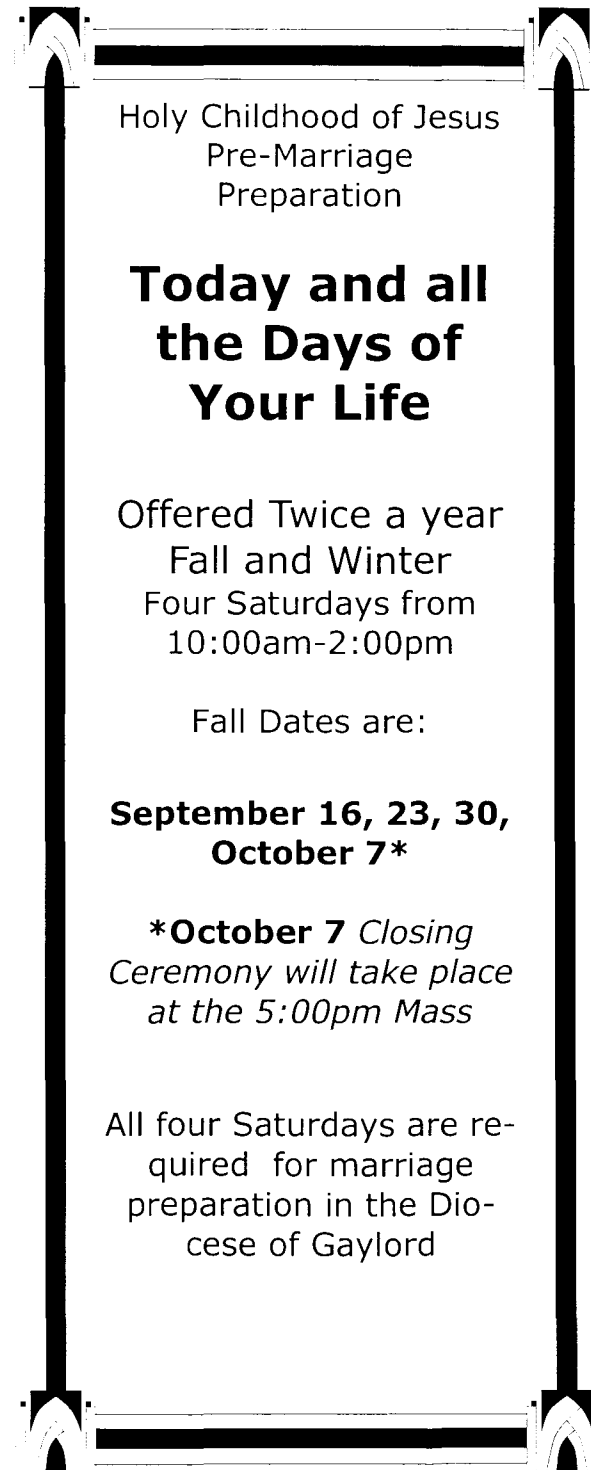 Holy Childhood of Jesus
Pre-Marriage
Preparation
Today and all
the Days of
Your Life
Offered Twice a year
Fall and Winter
Four Saturdays from
10:00am-2:00pm
Fall Dates are:
September 16, 23, 30,
October 7*
*October 7 Closing
Ceremony will take place
at the 5:00pm Mass
All four Saturdays are re-
quired  for marriage
preparation in the Dio-
cese of Gaylord